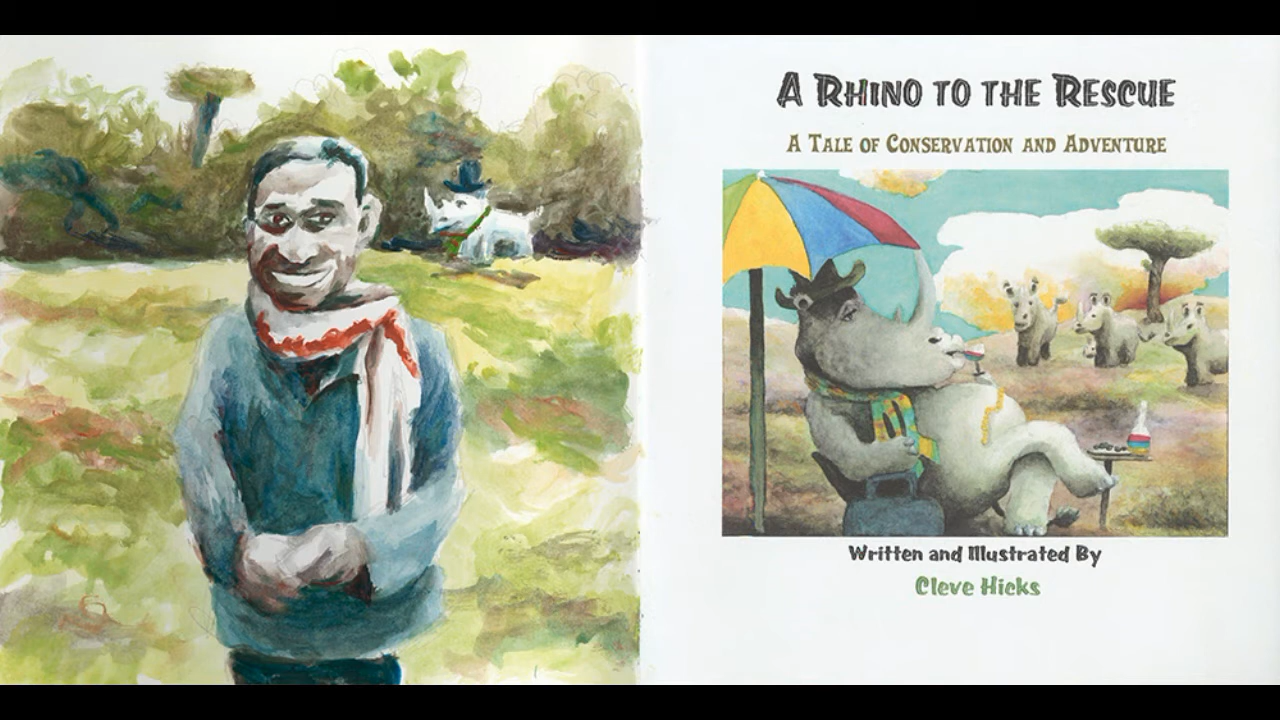 A Rhino to the Rescue
A Tale of Conservation and Adventure
Written and Illustrated By
Cleve Hicks